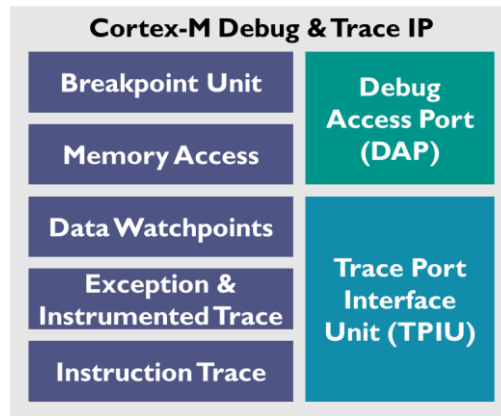 Cortex-M Debug & Trace IP
Breakpoint Unit
Memory Access
Data Watchpoints
Exception &
Instrumented Trace
Instruction Trace
Debug
Access Port
(DAP)
Trace Port
Interface
Unit (TPIU)